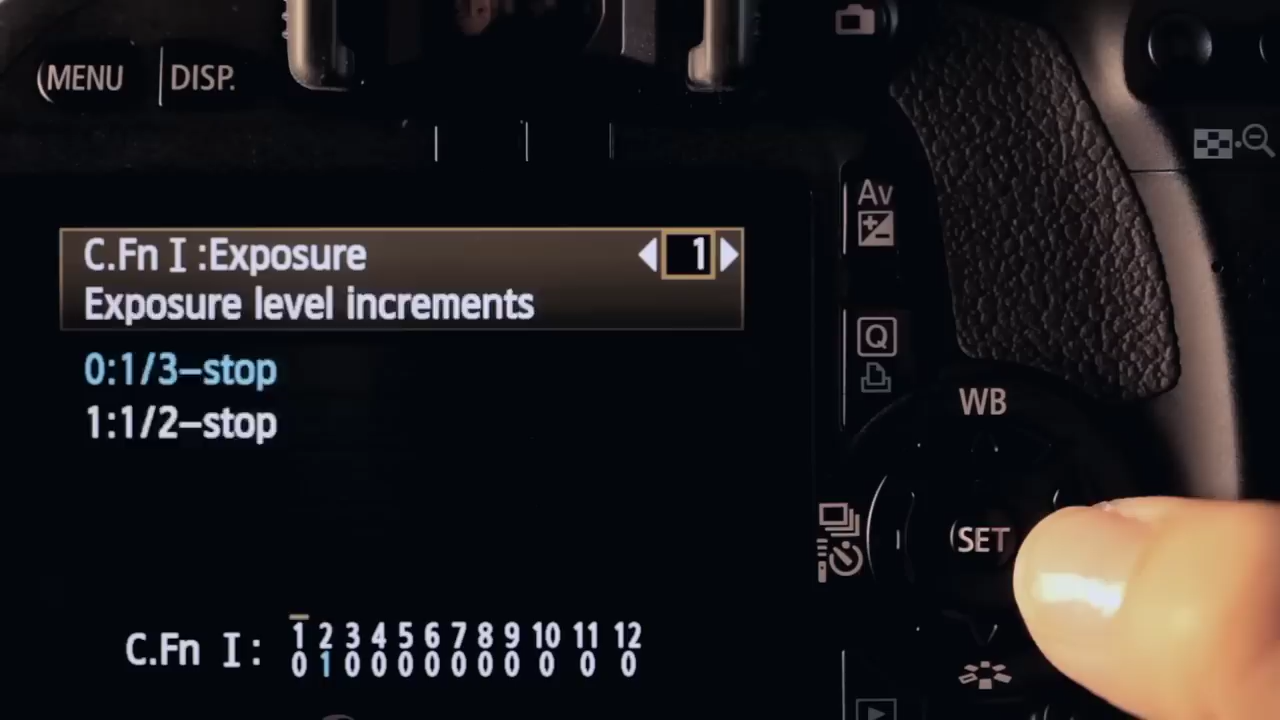 MENU DISP.
C.Fn I :Exposure 1
Exposure level increments
0:1/3-stop
1:1/2-stop
C.Fn I : 1 2 3 4 5 6 7 8 9 10 11 12
0 1 0 0 0 0 0 0 0 0 0 0
Av
Q
WB
SET